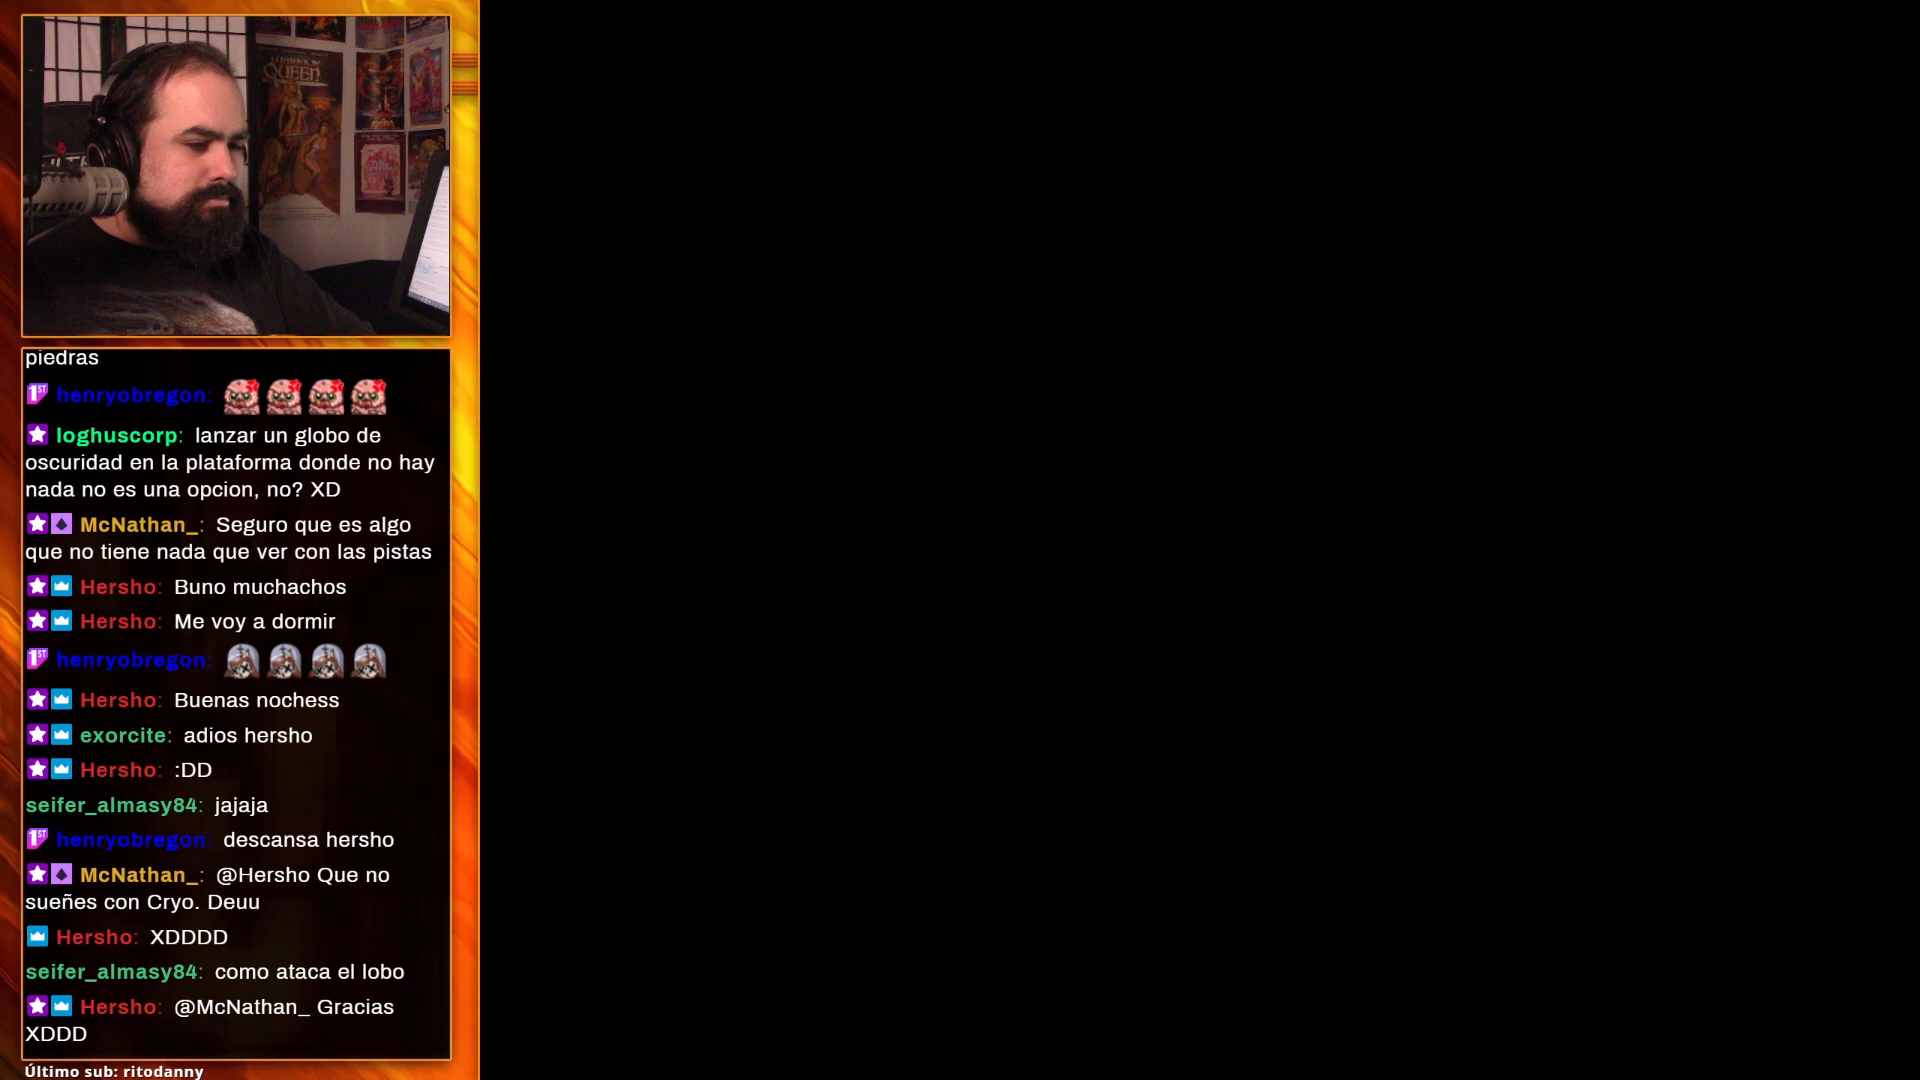 WARRIOR
QUEEN
piedras
henryobregon:
loghuscorp: lanzar un globo de
oscuridad en la plataforma donde no hay
nada no es una opcion, no? XD
McNathan_: Seguro que es algo
que no tiene nada que ver con las pistas
Hersho: Buno muchachos
Hersho: Me voy a dormir
henryobregon:
Hersho: Buenas nochess
exorcite: adios hersho
Hersho: :DD
seifer_almasy84: jajaja
henryobregon: descansa hersho
McNathan_: @Hersho Que no
sueñes con Cryo. Deuu
Hersho: XDDDD
seifer_almasy84: como ataca el lobo
Hersho: @McNathan_ Gracias
XDDD
Último sub: ritodanny